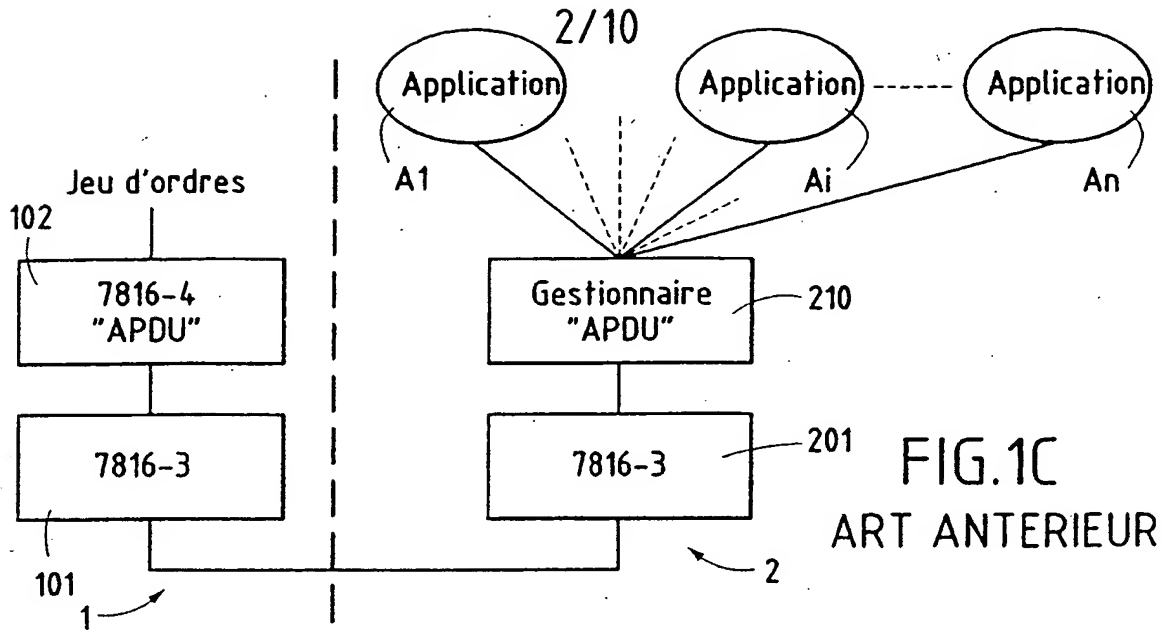 2/10
Application
Application
Application
A1
Ai
An
Jeu d'ordres
102
7816-4
"APDU"
Gestionnaire
"APDU"
210
7816-3
101
7816-3
201
1
2
FIG.1C
ART ANTERIEUR